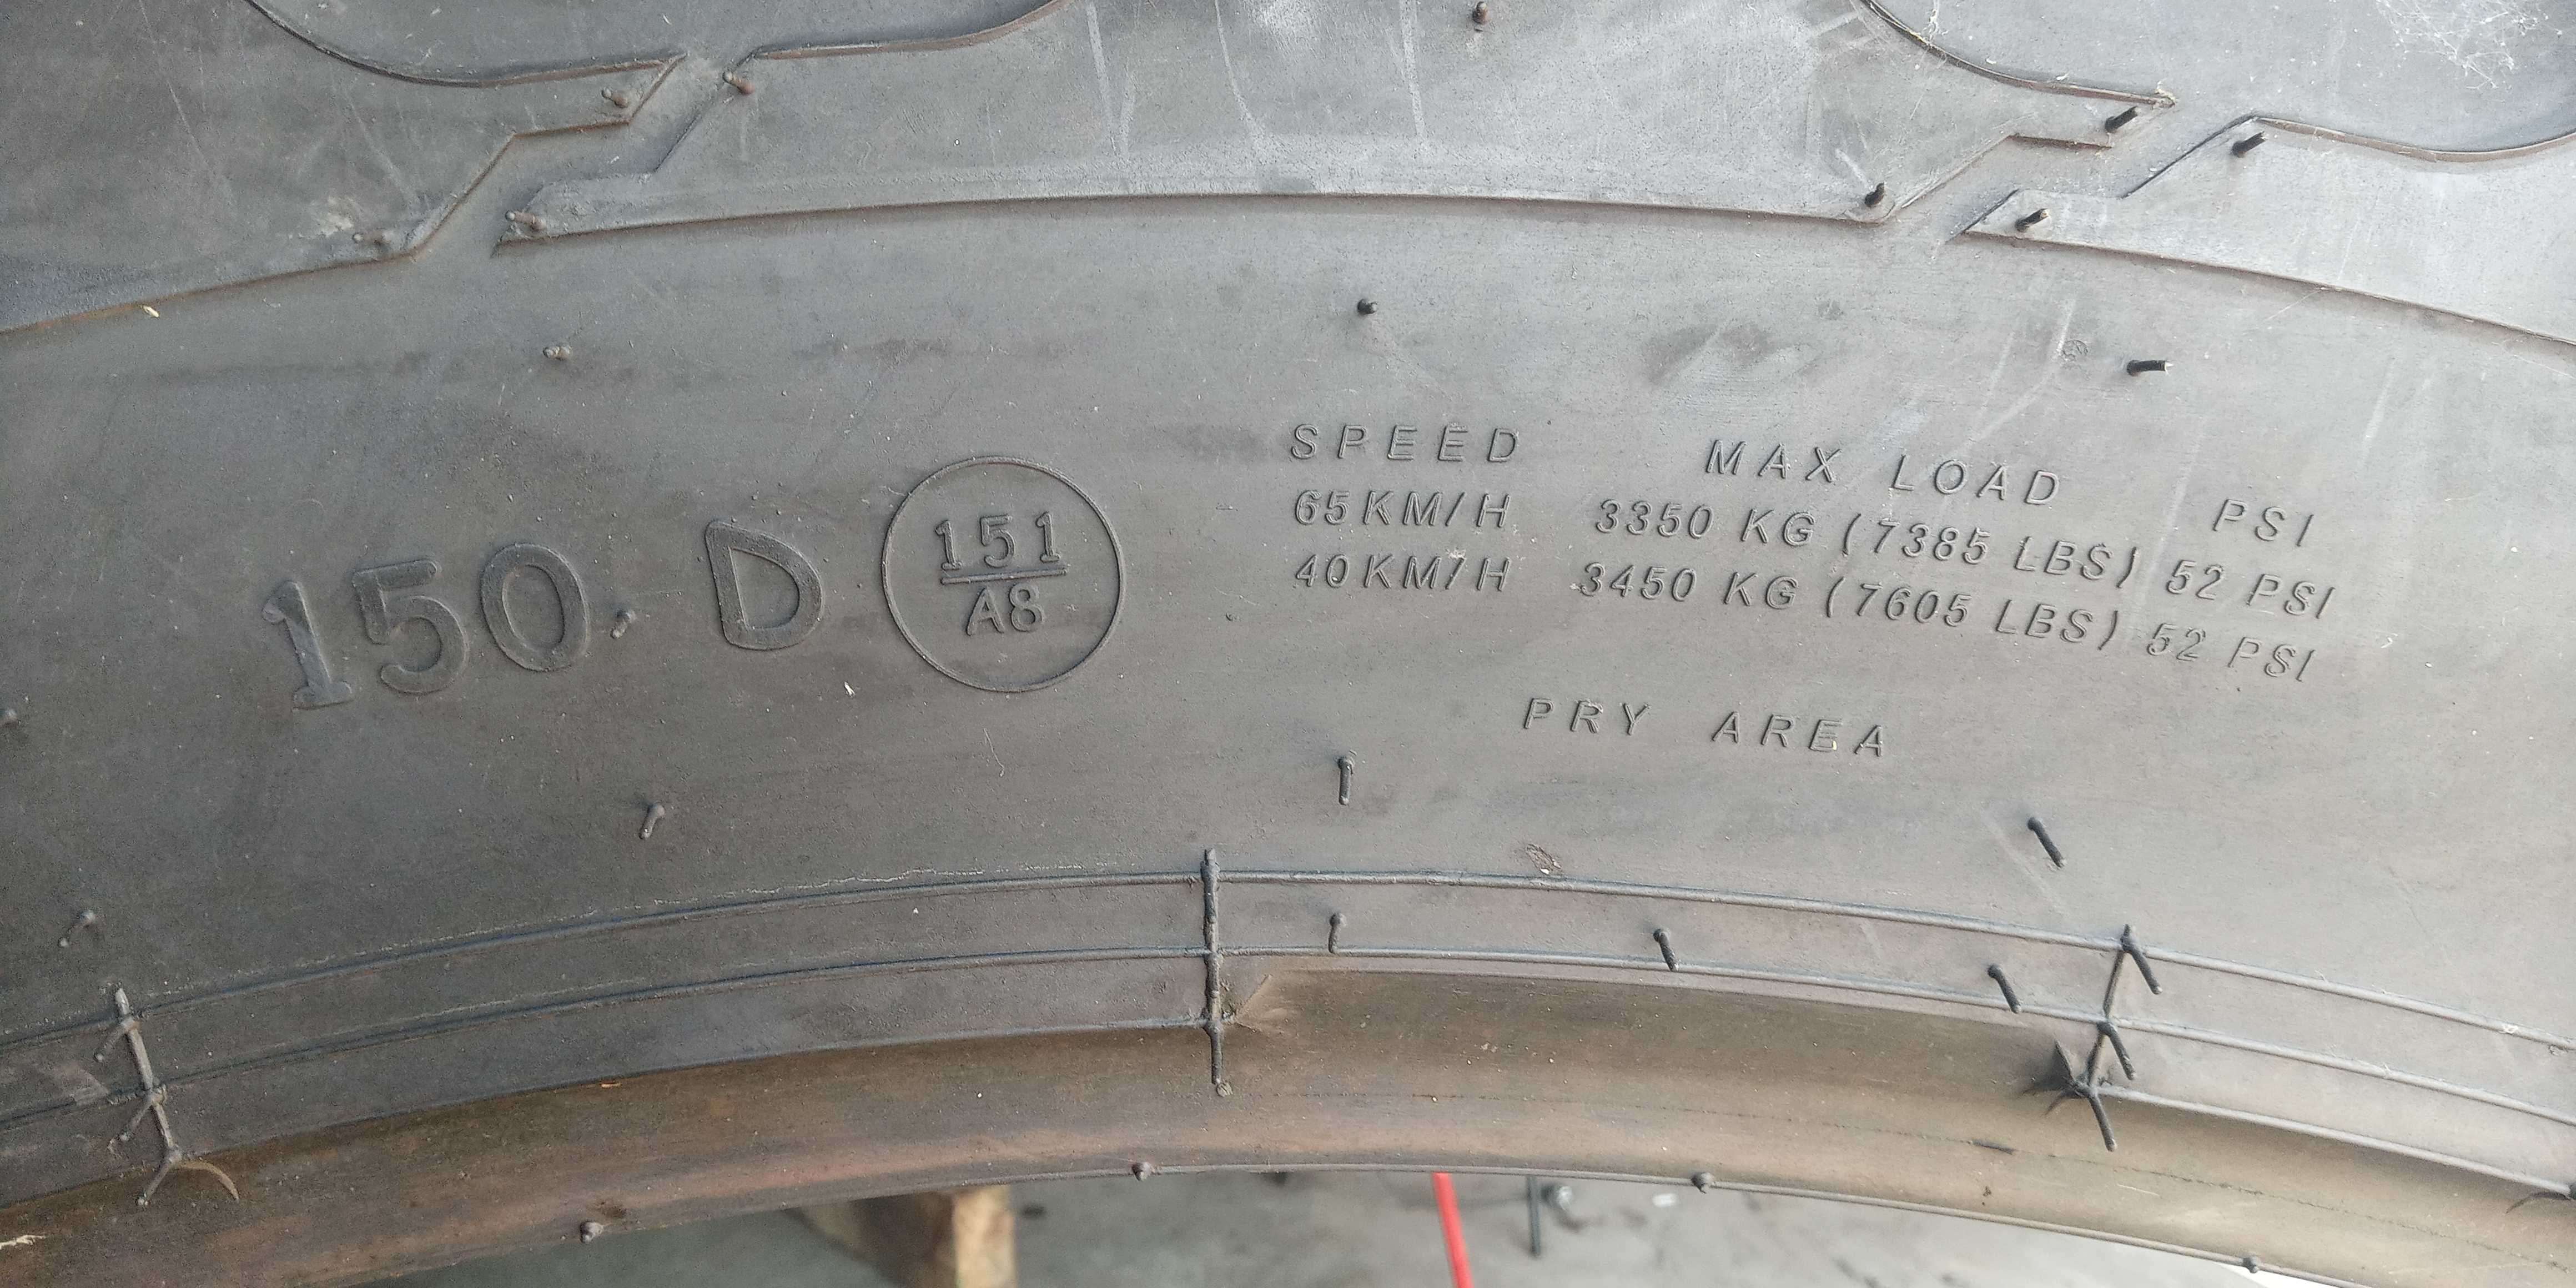 150 D
151
A8
SPEED MAX LOAD PSI
65KM/H 3350 KG (7385 LBS) 52 PSI
40KM/H 3450 KG (7605 LBS) 52 PSI
PRY AREA